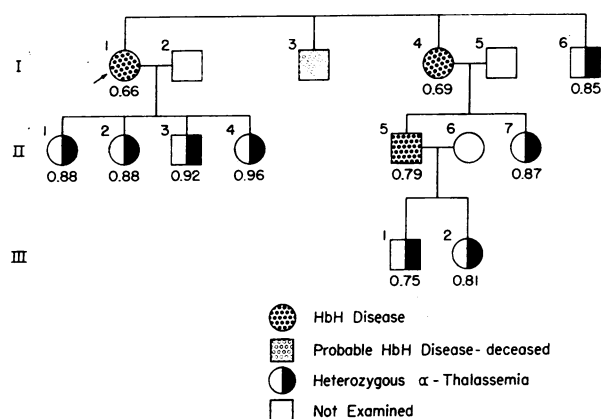 1 2 3 4 5 6
I
0.66 0.69 0.85
1 2 3 4 5 6 7
II
0.88 0.88 0.92 0.96 0.79 0.87
1 2
III
0.75 0.81
HbH Disease
Probable HbH Disease - deceased
Heterozygous α - Thalassemia
Not Examined